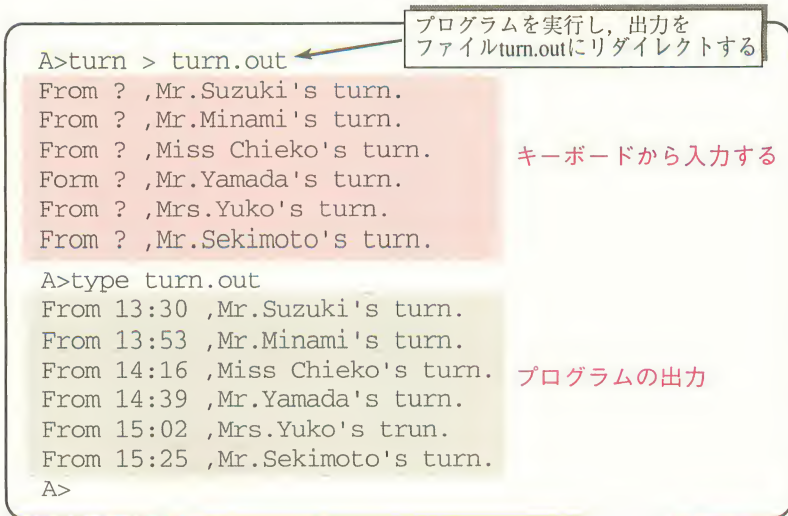 プログラムを実行し，出力を
ファイルturn.outにリダイレクトする
A>turn > turn.out
From ? ,Mr.Suzuki's turn.
From ? ,Mr.Minami's turn.
From ? ,Miss Chieko's turn.
キーボードから入力する
Form ? ,Mr.Yamada's turn.
From ? ,Mrs.Yuko's turn.
From ? ,Mr.Sekimoto's turn.
A>type turn.out
From 13:30 ,Mr.Suzuki's turn.
From 13:53 ,Mr.Minami's turn.
From 14:16 ,Miss Chieko's turn.
プログラムの出力
From 14:39 ,Mr.Yamada's turn.
From 15:02 ,Mrs.Yuko's trun.
From 15:25 ,Mr.Sekimoto's turn.
A>